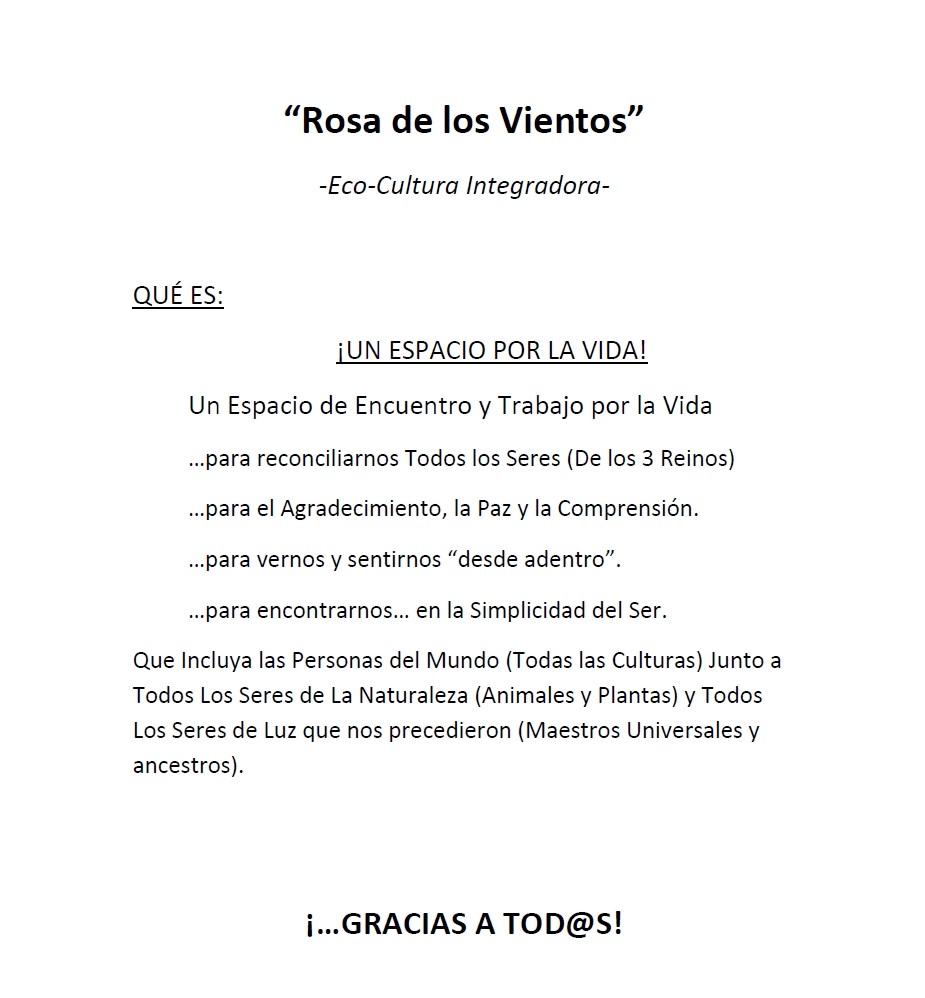 “Rosa de los Vientos”
-Eco-Cultura Integradora-
QUÉ ES:
¡UN ESPACIO POR LA VIDA!
Un Espacio de Encuentro y Trabajo por la Vida
…para reconciliarnos Todos los Seres (De los 3 Reinos)
…para el Agradecimiento, la Paz y la Comprensión.
…para vernos y sentirnos “desde adentro”.
…para encontrarnos… en la Simplicidad del Ser.
Que Incluya las Personas del Mundo (Todas las Culturas) Junto a
Todos Los Seres de La Naturaleza (Animales y Plantas) y Todos
Los Seres de Luz que nos precedieron (Maestros Universales y
ancestros).
¡…GRACIAS A TOD@S!